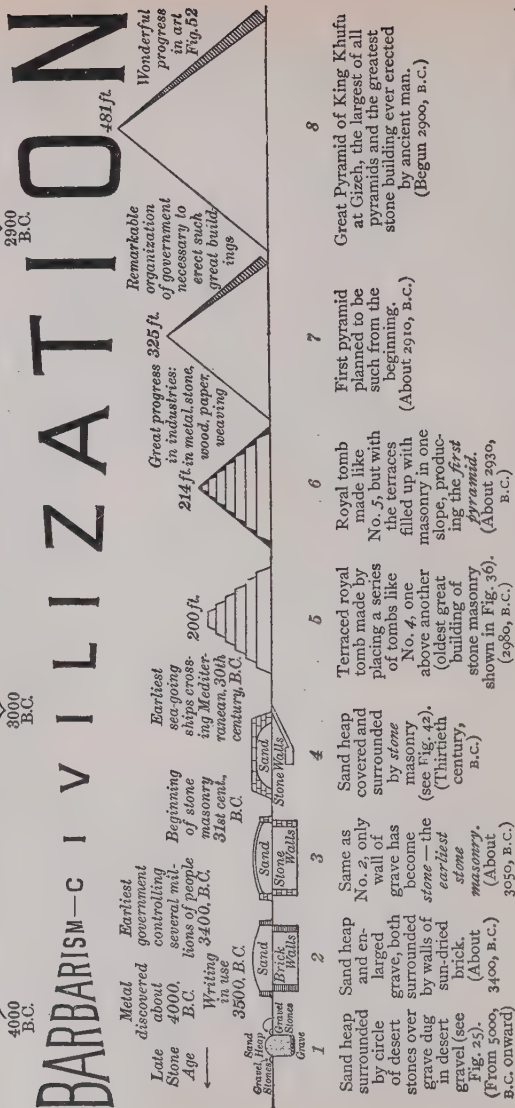 4000
B.C.
3000
B.C.
2900
B.C.
BARBARISM—CIVILIZATION
Late
Stone
Age
Metal
discovered
about
4000,
B.C.
Writing
in use
3500, B.C.
Earliest
government
controlling
several mil-
lions of people
3400, B.C.
Beginning
of stone
masonry
31st cent.,
B.C.
Earliest
sea-going
ships cross-
ing Mediter-
ranean, 30th
century, B.C.
Great progress
in industries:
in metal, stone,
wood, paper,
weaving
Remarkable
organization
of government
necessary to
erect such
great build-
ings
Wonderful
progress
in art
Fig. 52
Sand
Gravel Heap
Stones
Gravel
Stones
Grave
Sand
Brick
Walls
Sand
Stone
Walls
Sand
Stone Walls
200 ft.
214 ft.
325 ft.
481 ft.
1
Sand heap
surrounded
by circle
of desert
stones over
grave dug
in desert
gravel (see
Fig. 25).
(From 5000,
B.C. onward)
2
Sand heap
and en-
larged
grave, both
surrounded
by walls of
sun-dried
brick.
(About
3400, B.C.)
3
Same as
No. 2, only
wall of
grave has
become
stone — the
earliest
stone
masonry.
(About
3050, B.C.)
4
Sand heap
covered and
surrounded
by stone
masonry
(see Fig. 42).
(Thirtieth
century,
B.C.)
5
Terraced royal
tomb made by
placing a series
of tombs like
No. 4, one
above another
(oldest great
building of
stone masonry
shown in Fig. 36).
(2980, B.C.)
6
Royal tomb
made like
No. 5, but with
the terraces
filled up with
masonry in one
slope, produc-
ing the first
pyramid.
(About 2930,
B.C.)
7
First pyramid
planned to be
such from the
beginning.
(About 2910, B.C.)
8
Great Pyramid of King Khufu
at Gizeh, the largest of all
pyramids and the greatest
stone building ever erected
by ancient man.
(Begun 2900, B.C.)